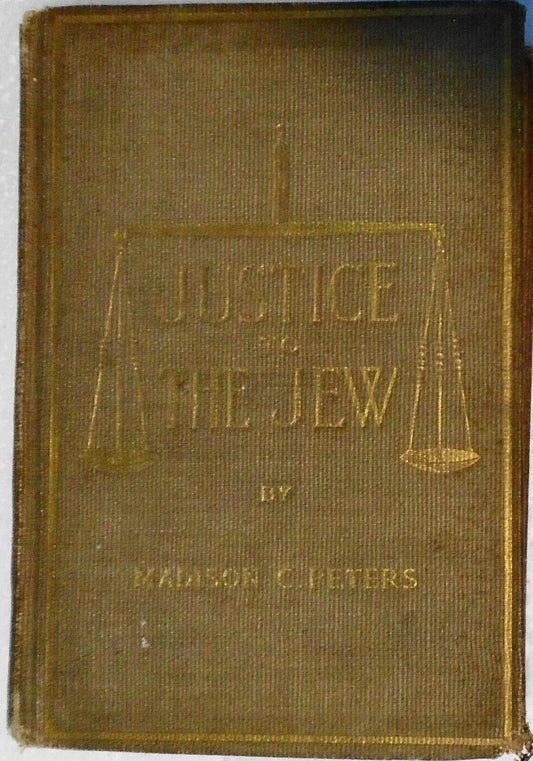 JUSTICE
TO
THE JEW
BY
MADISON C. PETERS